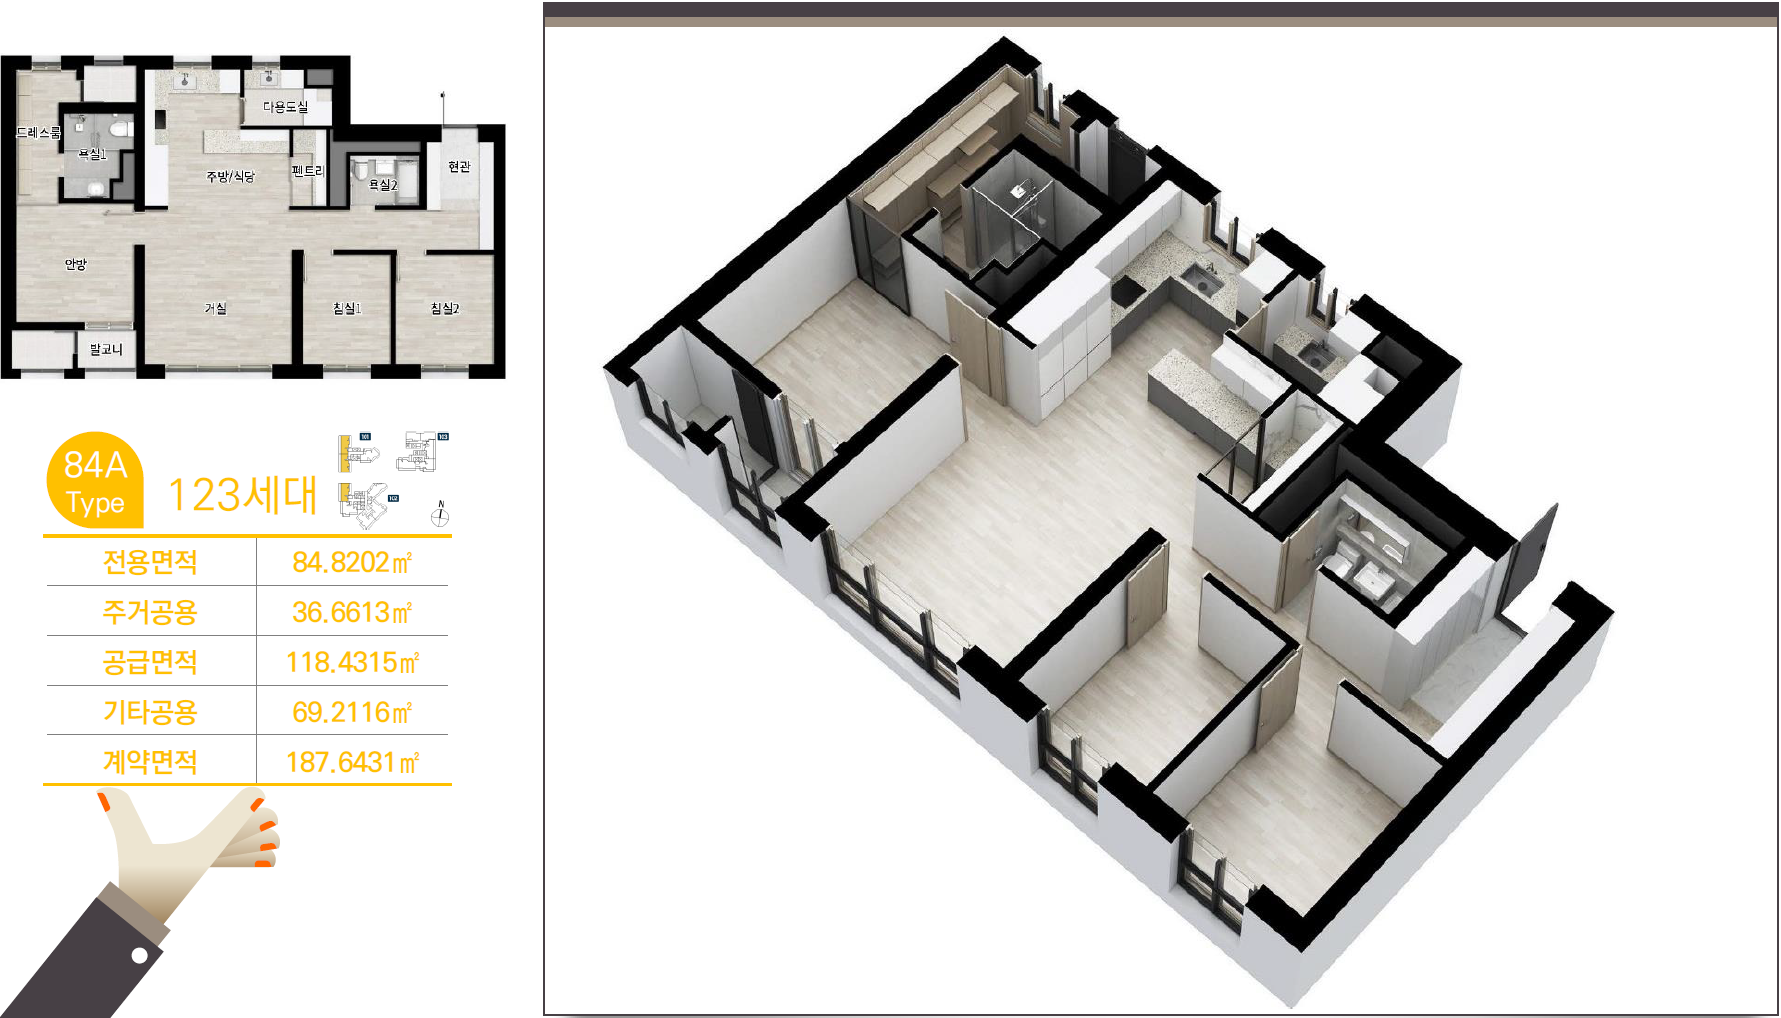 다용도실
드레스룸
욕실1
주방/식당
펜트리
욕실2
현관
안방
거실
침실1
침실2
발코니
84A
Type
123세대
101
103
102
N
전용면적 84.8202㎡
주거공용 36.6613㎡
공급면적 118.4315㎡
기타공용 69.2116㎡
계약면적 187.6431㎡